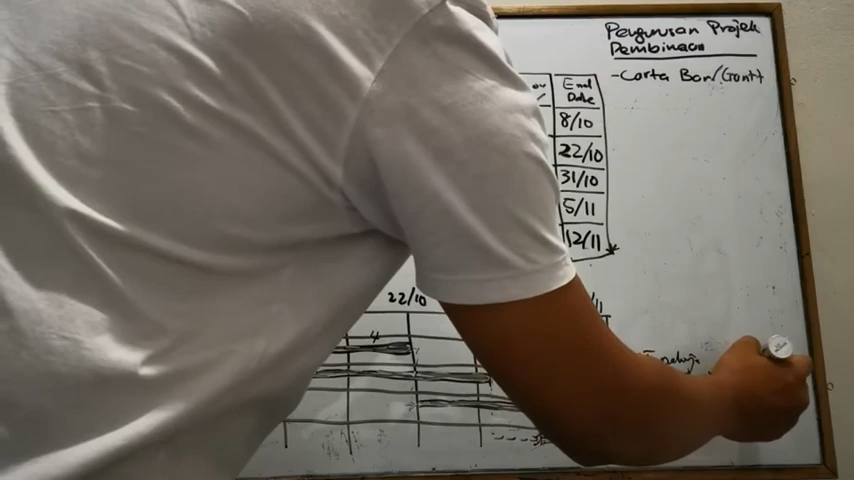 Pengurusan Projek
Pembinaan
- Carta Bar/(Gantt
End
Date
8/10
22/10
31/10
5/11
12/11
22/10
4